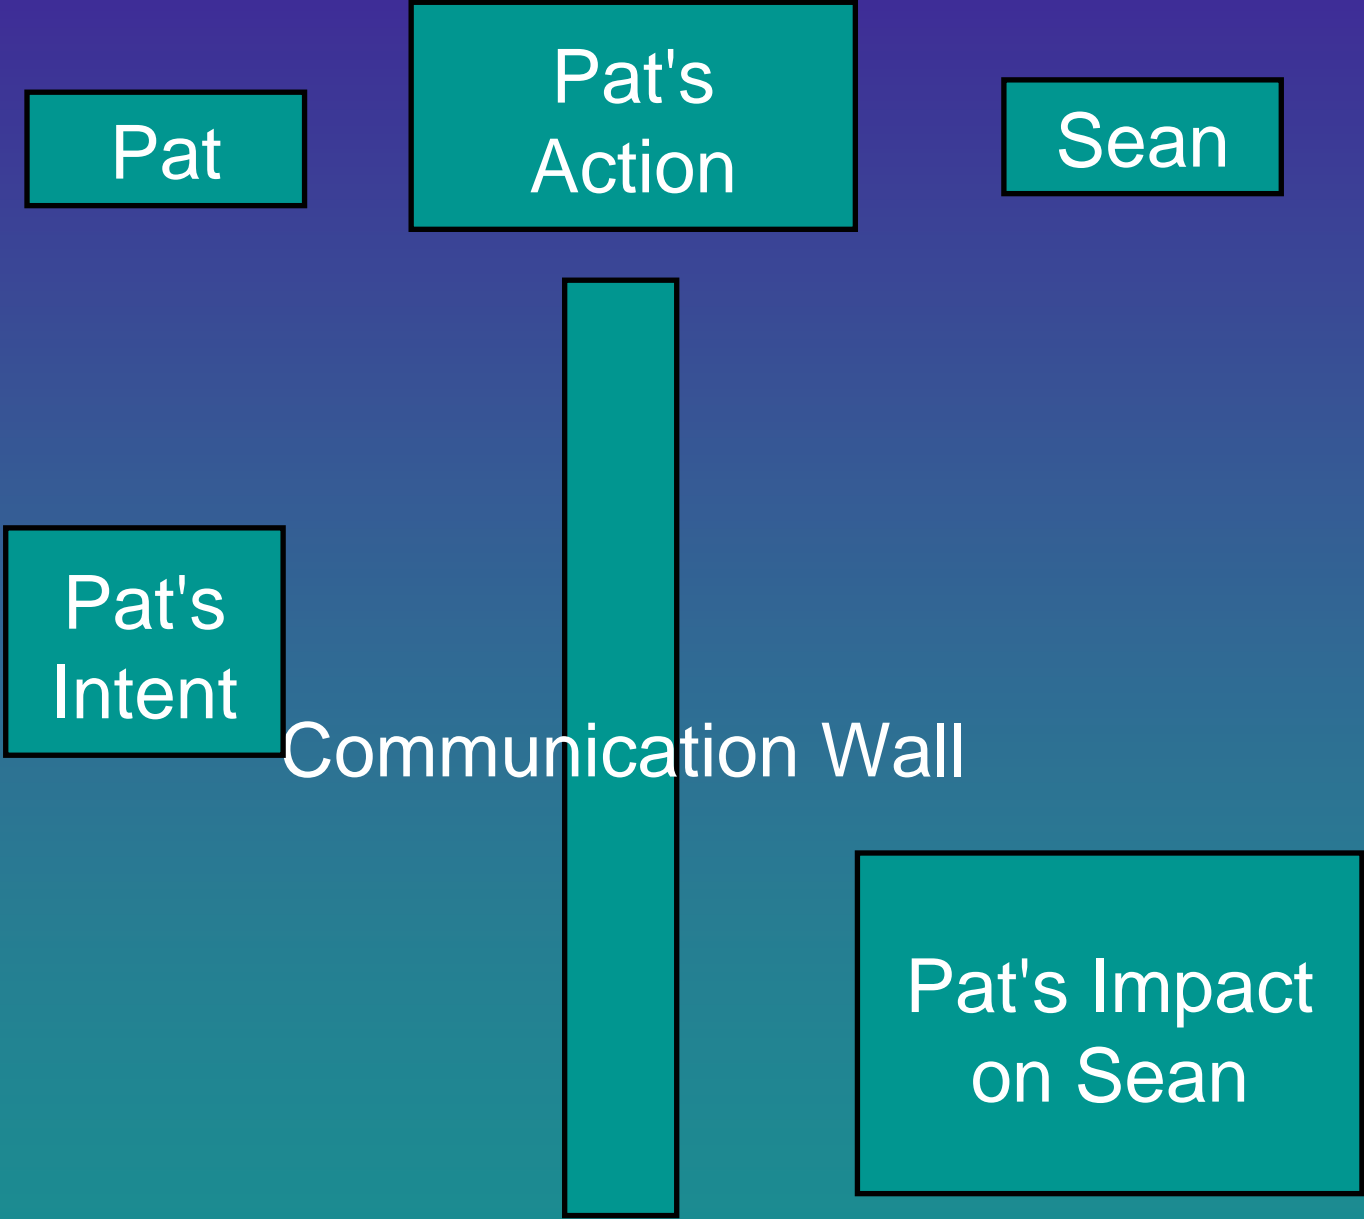 Pat
Pat's
Action
Sean
Pat's
Intent
Communication Wall
Pat's Impact
on Sean